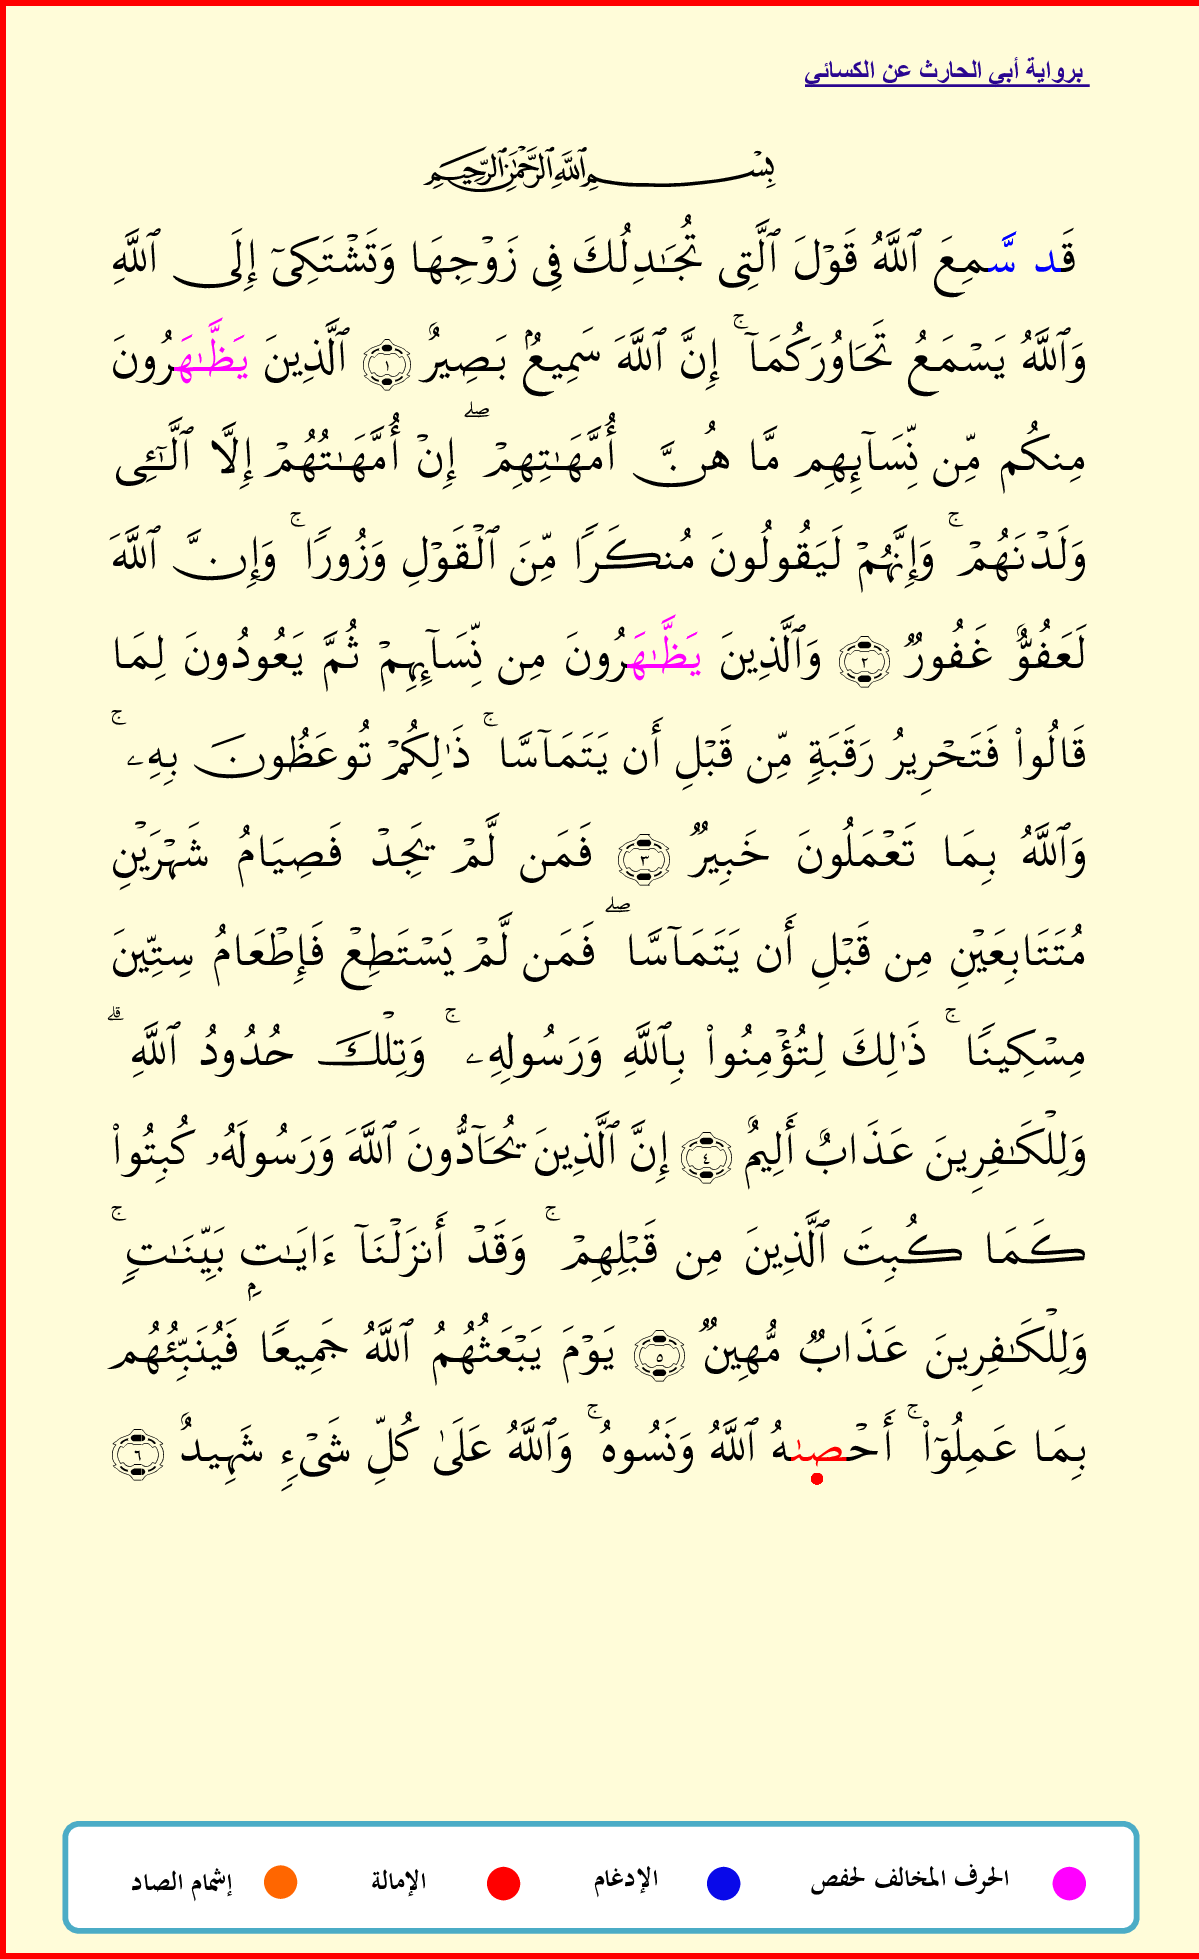 برواية أبي الحارث عن الكسائي
بِسْمِ ٱللَّهِ ٱلرَّحْمَٰنِ ٱلرَّحِيمِ
قَد سَّمِعَ ٱللَّهُ قَوْلَ ٱلَّتِى تُجَٰدِلُكَ فِى زَوْجِهَا وَتَشْتَكِىٓ إِلَى ٱللَّهِ
وَٱللَّهُ يَسْمَعُ تَحَاوُرَكُمَآ ۚ إِنَّ ٱللَّهَ سَمِيعٌۢ بَصِيرٌ ١ ٱلَّذِينَ يَظَّٰهَرُونَ
مِنكُم مِّن نِّسَآئِهِم مَّا هُنَّ أُمَّهَٰتِهِمْ ۖ إِنْ أُمَّهَٰتُهُمْ إِلَّا ٱلَّٰٓـِٔى
وَلَدْنَهُمْ ۚ وَإِنَّهُمْ لَيَقُولُونَ مُنكَرًا مِّنَ ٱلْقَوْلِ وَزُورًا ۚ وَإِنَّ ٱللَّهَ
لَعَفُوٌّ غَفُورٌ ٢ وَٱلَّذِينَ يَظَّٰهَرُونَ مِن نِّسَآئِهِمْ ثُمَّ يَعُودُونَ لِمَا
قَالُوا۟ فَتَحْرِيرُ رَقَبَةٍ مِّن قَبْلِ أَن يَتَمَآسَّا ۚ ذَٰلِكُمْ تُوعَظُونَ بِهِۦ ۚ
وَٱللَّهُ بِمَا تَعْمَلُونَ خَبِيرٌ ٣ فَمَن لَّمْ يَجِدْ فَصِيَامُ شَهْرَيْنِ
مُتَتَابِعَيْنِ مِن قَبْلِ أَن يَتَمَآسَّا ۖ فَمَن لَّمْ يَسْتَطِعْ فَإِطْعَامُ سِتِّينَ
مِسْكِينًا ۚ ذَٰلِكَ لِتُؤْمِنُوا۟ بِٱللَّهِ وَرَسُولِهِۦ ۚ وَتِلْكَ حُدُودُ ٱللَّهِ ۗ
وَلِلْكَٰفِرِينَ عَذَابٌ أَلِيمٌ ٤ إِنَّ ٱلَّذِينَ يُحَآدُّونَ ٱللَّهَ وَرَسُولَهُۥ كُبِتُوا۟
كَمَا كُبِتَ ٱلَّذِينَ مِن قَبْلِهِمْ ۚ وَقَدْ أَنزَلْنَآ ءَايَٰتٍۭ بَيِّنَٰتٍ ۚ
وَلِلْكَٰفِرِينَ عَذَابٌ مُّهِينٌ ٥ يَوْمَ يَبْعَثُهُمُ ٱللَّهُ جَمِيعًا فَيُنَبِّئُهُم
بِمَا عَمِلُوٓا۟ ۚ أَحْصىٰهُ ٱللَّهُ وَنَسُوهُ ۚ وَٱللَّهُ عَلَىٰ كُلِّ شَىْءٍ شَهِيدٌ ٦
الحرف المخالف لحفص الإدغام الإمالة إشمام الصاد